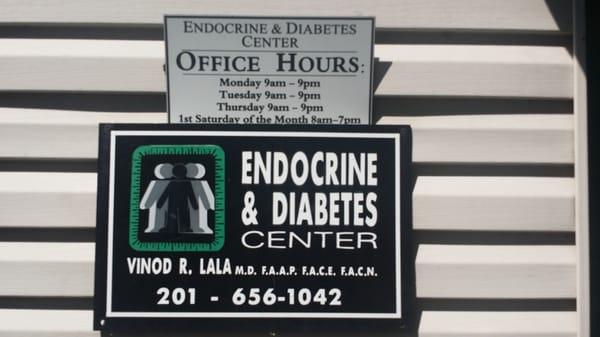 ENDOCRINE & DIABETES
CENTER
OFFICE HOURS:
Monday 9am – 9pm
Tuesday 9am – 9pm
Thursday 9am – 9pm
1st Saturday of the Month 8am–7pm
ENDOCRINE
& DIABETES
CENTER
VINOD R. LALA M.D. F.A.A.P. F.A.C.E. F.A.C.N.
201 - 656-1042